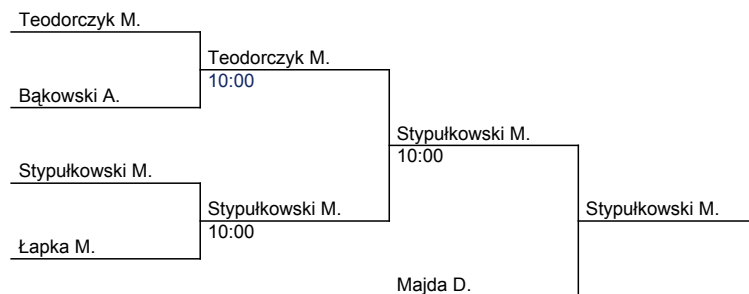 Teodorczyk M.
Teodorczyk M.
10:00
Bąkowski A.
Stypułkowski M.
10:00
Stypułkowski M.
Stypułkowski M.
Stypułkowski M.
10:00
Łapka M.
Majda D.